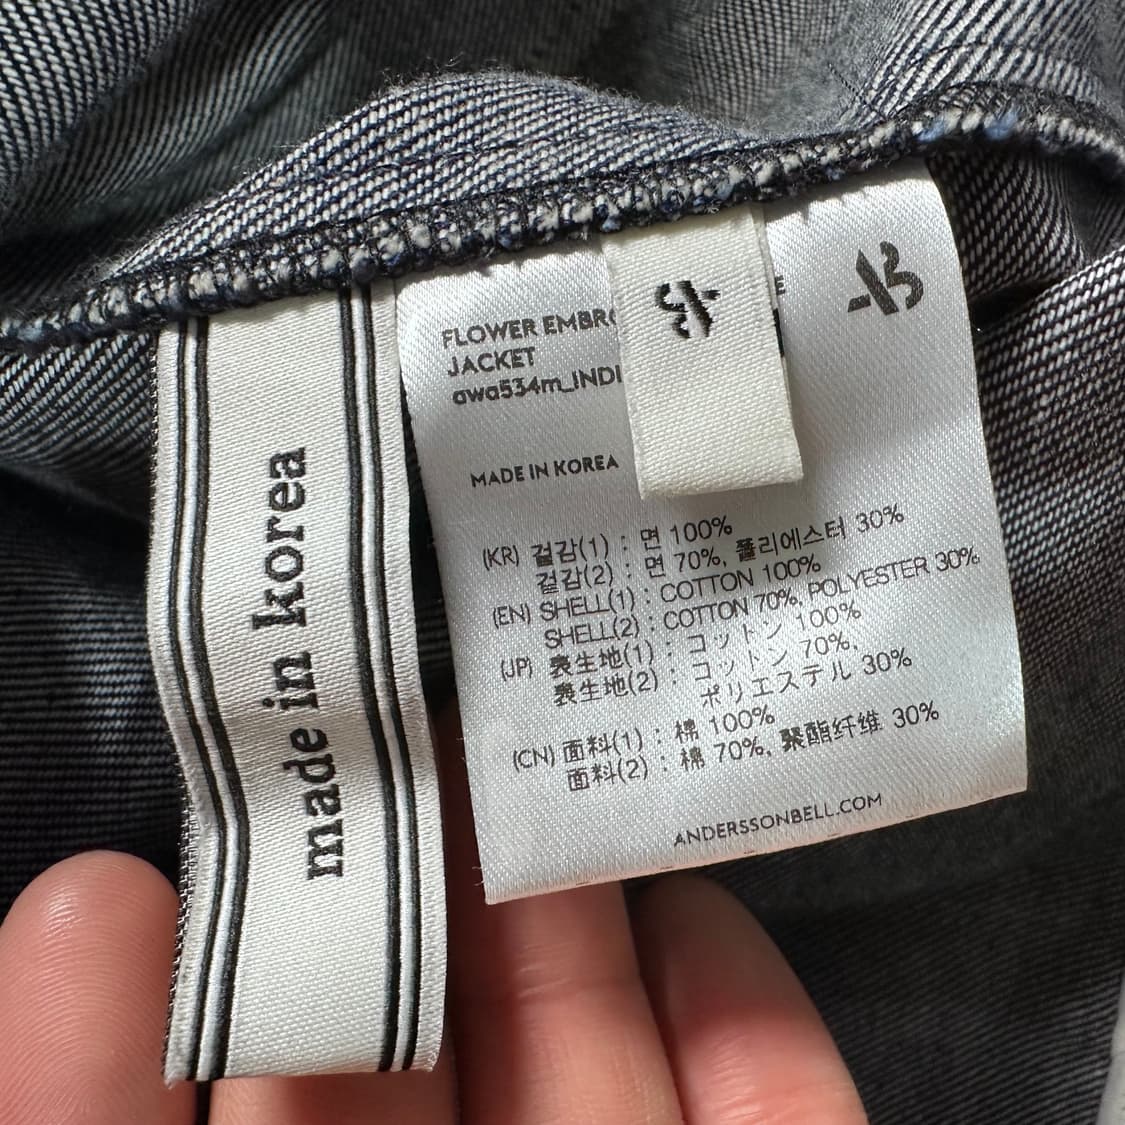 made in korea
FLOWER EMBRO
JACKET
awa534m_INDI
MADE IN KOREA
(KR) 겉감(1) : 면 100%
겉감(2) : 면 70%, 폴리에스터 30%
(EN) SHELL(1) : COTTON 100%
SHELL(2) : COTTON 70%, POLYESTER 30%
(JP) 表生地(1) : コットン 100%
表生地(2) : コットン 70%,
ポリエステル 30%
(CN) 面料(1) : 棉 100%
面料(2) : 棉 70%, 聚酯纤维 30%
ANDERSSONBELL.COM